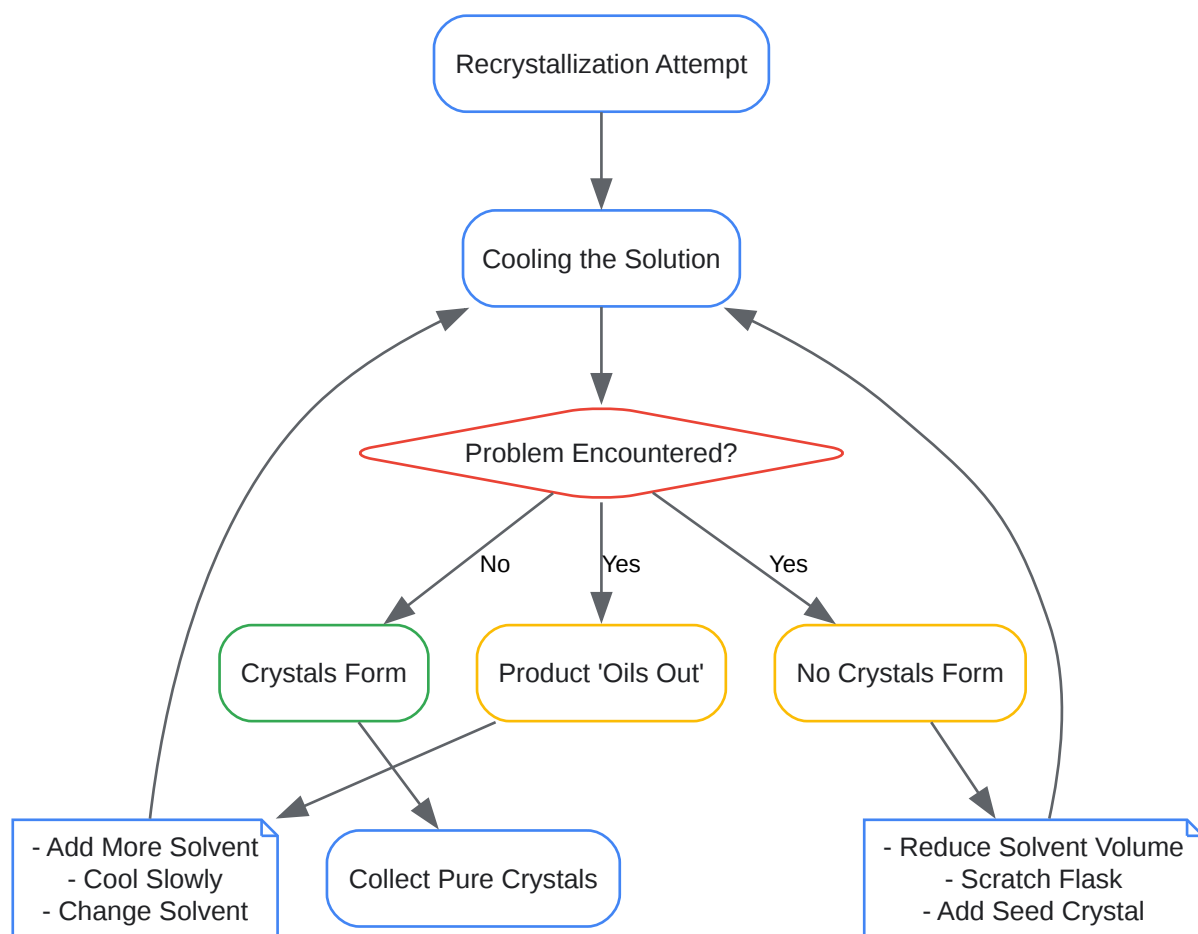 Recrystallization Attempt
Cooling the Solution
Problem Encountered?
No
Yes
Yes
Crystals Form
Product 'Oils Out'
No Crystals Form
- Add More Solvent
- Cool Slowly
- Change Solvent
Collect Pure Crystals
- Reduce Solvent Volume
- Scratch Flask
- Add Seed Crystal